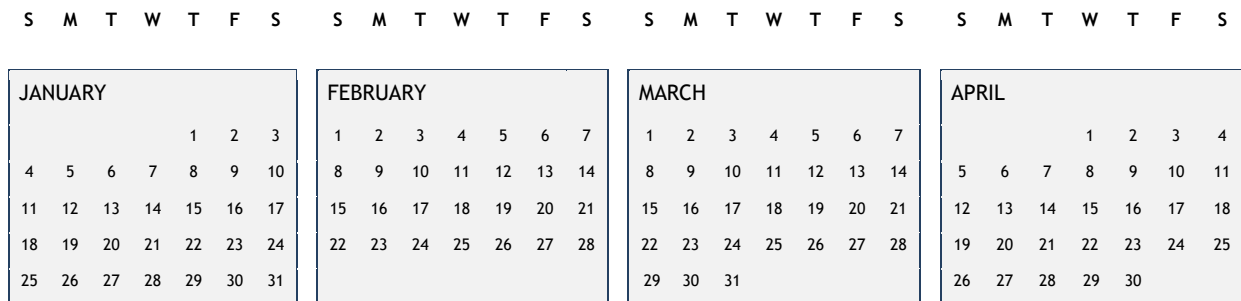 S M T W T F S S M T W T F S S M T W T F S S M T W T F S
JANUARY FEBRUARY MARCH APRIL
1 2 3 1 2 3 4 5 6 7 1 2 3 4 5 6 7 1 2 3 4
4 5 6 7 8 9 10 8 9 10 11 12 13 14 8 9 10 11 12 13 14 5 6 7 8 9 10 11
11 12 13 14 15 16 17 15 16 17 18 19 20 21 15 16 17 18 19 20 21 12 13 14 15 16 17 18
18 19 20 21 22 23 24 22 23 24 25 26 27 28 22 23 24 25 26 27 28 19 20 21 22 23 24 25
25 26 27 28 29 30 31 29 30 31 26 27 28 29 30